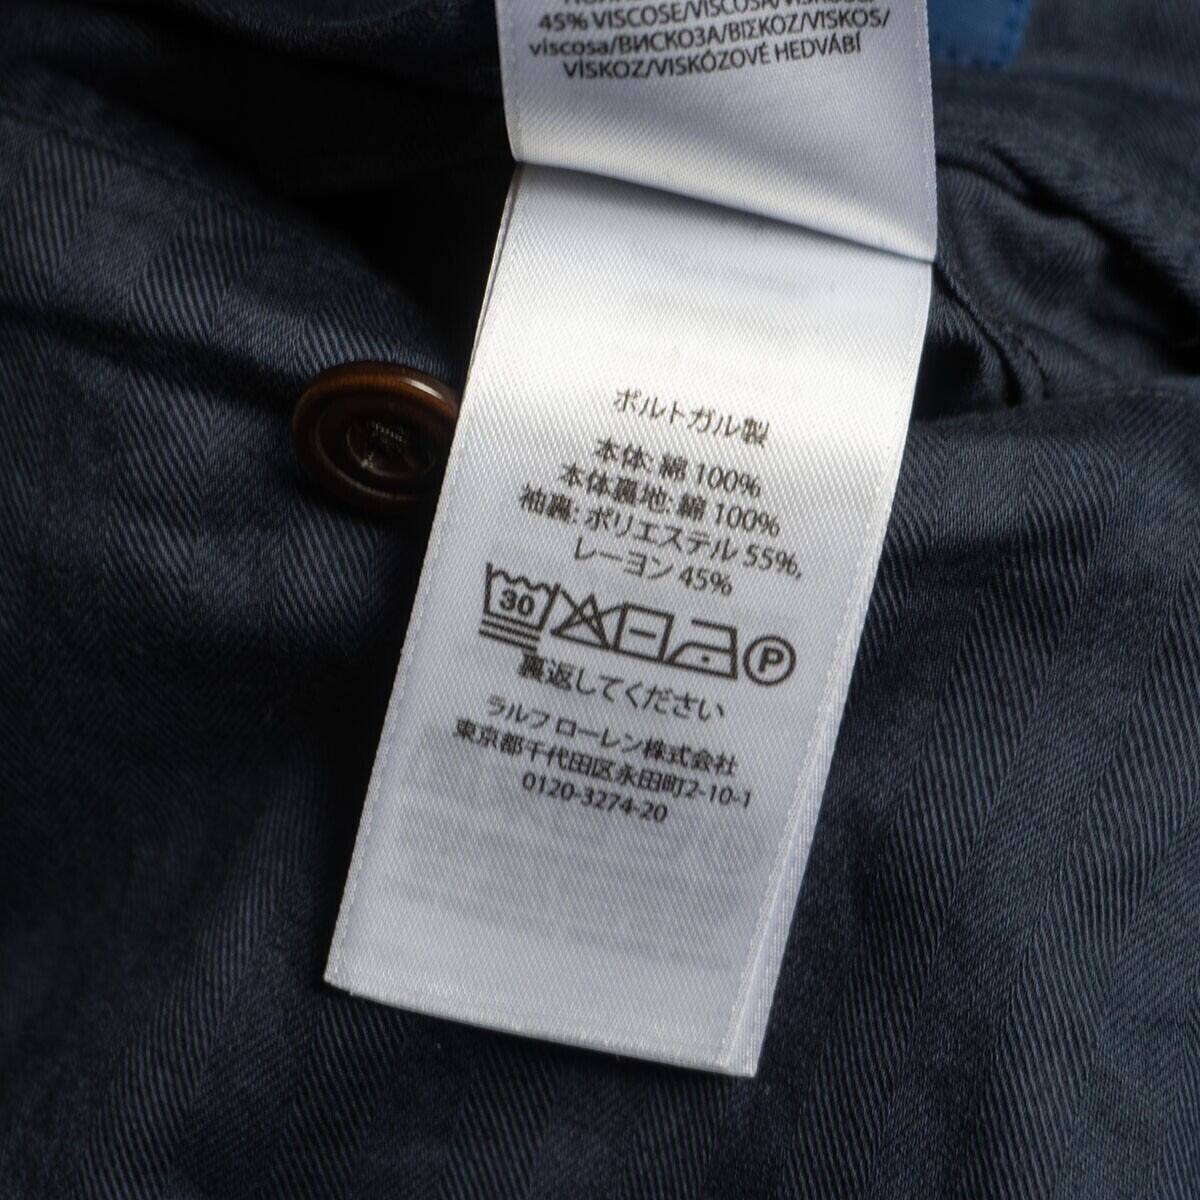 45% VISCOSE/VISCOSA/VISKOSE/
viscosa/ВИСКОЗА/ΒΙΣΚΟΖ/VISKOS/
VÍSKOZ/VISKÓZOVÉ HEDVÁBÍ
ポルトガル製
本体: 綿 100%
本体裏地: 綿 100%
袖裏: ポリエステル 55%,
レーヨン 45%
30
P
裏返してください
ラルフ ローレン株式会社
東京都千代田区永田町2-10-1
0120-3274-20